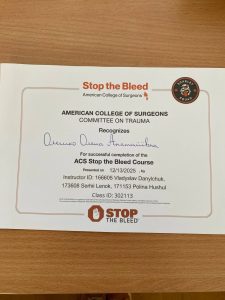 Stop the Bleed
American College of Surgeons
AMERICAN COLLEGE OF SURGEONS
COMMITTEE ON TRAUMA
Recognizes
For successful completion of the
ACS Stop the Bleed Course
Presented on 12/13/2025, by
Instructor ID: 166608 Vladyslav Danylchuk,
173608 Serhii Lenok, 171153 Polina Hushul
Class ID: 302113
STOP
THE BLEED